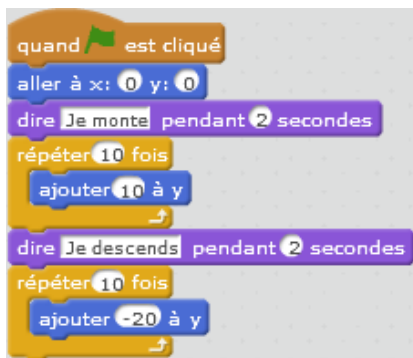 quand est cliqué
aller à x: 0 y: 0
dire Je monte pendant 2 secondes
répéter 10 fois
ajouter 10 à y
dire Je descends pendant 2 secondes
répéter 10 fois
ajouter -20 à y